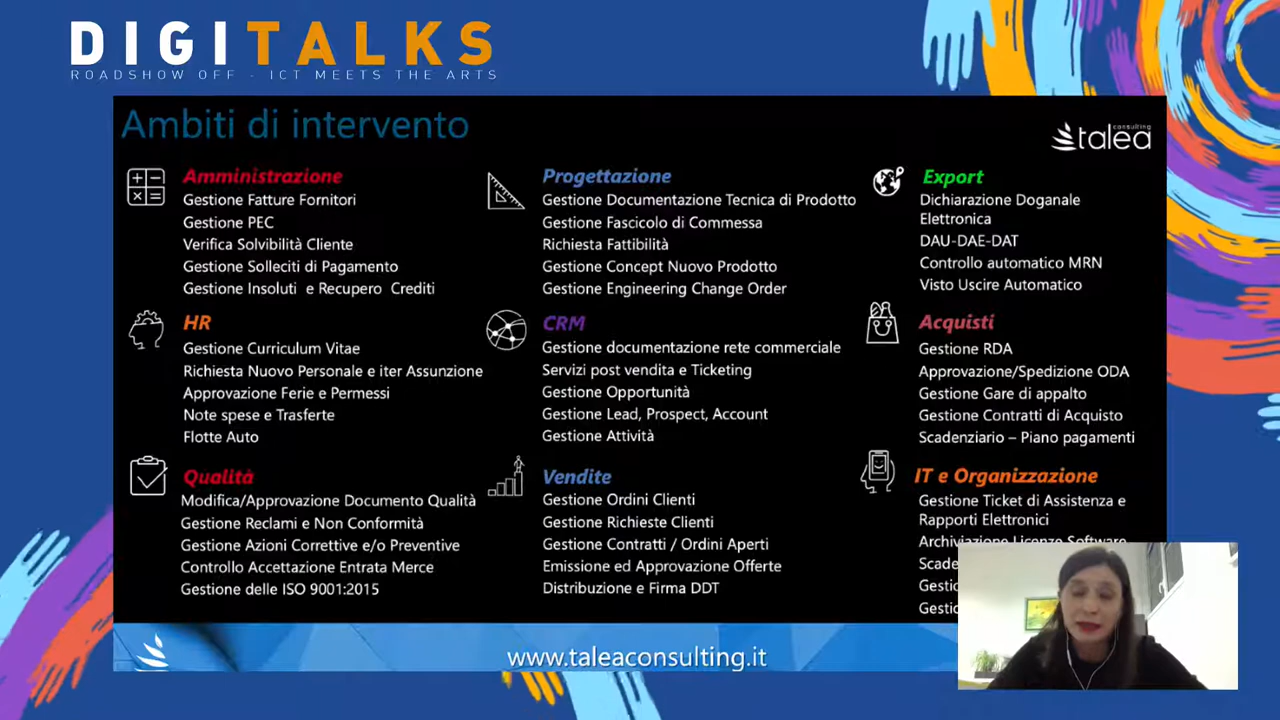 DIGITALKS
ROADSHOW OFF - ICT MEETS THE ARTS
Ambiti di intervento
consulting
talea
Amministrazione
Gestione Fatture Fornitori
Gestione PEC
Verifica Solvibilità Cliente
Gestione Solleciti di Pagamento
Gestione Insoluti e Recupero Crediti
Progettazione
Gestione Documentazione Tecnica di Prodotto
Gestione Fascicolo di Commessa
Richiesta Fattibilità
Gestione Concept Nuovo Prodotto
Gestione Engineering Change Order
Export
Dichiarazione Doganale
Elettronica
DAU-DAE-DAT
Controllo automatico MRN
Visto Uscire Automatico
HR
Gestione Curriculum Vitae
Richiesta Nuovo Personale e iter Assunzione
Approvazione Ferie e Permessi
Note spese e Trasferte
Flotte Auto
CRM
Gestione documentazione rete commerciale
Servizi post vendita e Ticketing
Gestione Opportunità
Gestione Lead, Prospect, Account
Gestione Attività
Acquisti
Gestione RDA
Approvazione/Spedizione ODA
Gestione Gare di appalto
Gestione Contratti di Acquisto
Scadenziario – Piano pagamenti
Qualità
Modifica/Approvazione Documento Qualità
Gestione Reclami e Non Conformità
Gestione Azioni Correttive e/o Preventive
Controllo Accettazione Entrata Merce
Gestione delle ISO 9001:2015
Vendite
Gestione Ordini Clienti
Gestione Richieste Clienti
Gestione Contratti / Ordini Aperti
Emissione ed Approvazione Offerte
Distribuzione e Firma DDT
IT e Organizzazione
Gestione Ticket di Assistenza e
Rapporti Elettronici
Archiviazione Licenze Software
www.taleaconsulting.it